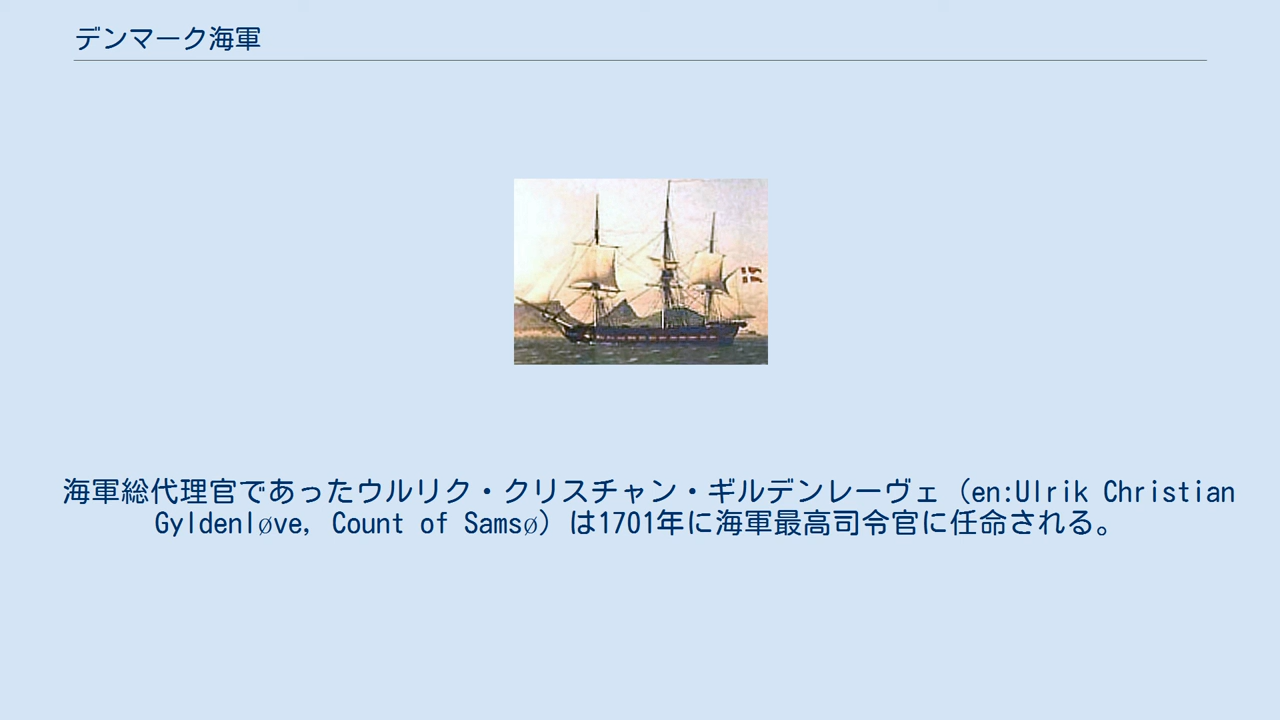 デンマーク海軍
海軍総代理官であったウルリク・クリスチャン・ギルデンレーヴェ（en:Ulrik Christian
Gyldenløve, Count of Samsø）は1701年に海軍最高司令官に任命される。